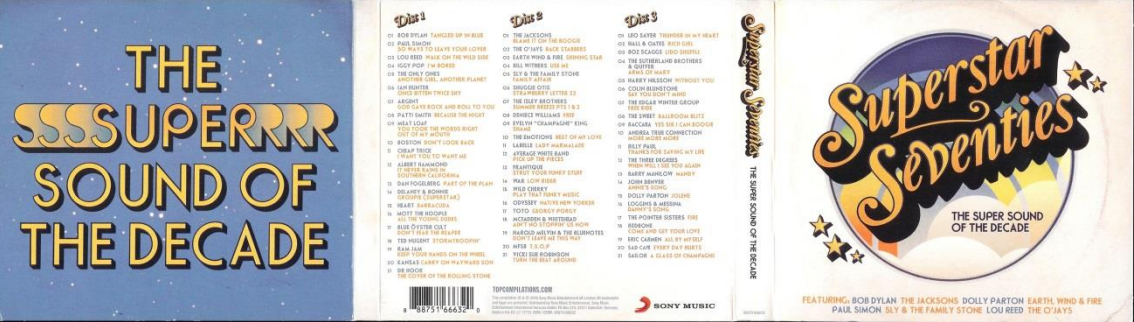 THE
SSSSUPERRRR
SOUND OF
THE DECADE
Disc 1
01 BOB DYLAN TANGLED UP IN BLUE
02 PAUL SIMON
50 WAYS TO LEAVE YOUR LOVER
03 LOU REED WALK ON THE WILD SIDE
04 IGGY POP I'M BORED
05 THE ONLY ONES
ANOTHER GIRL, ANOTHER PLANET
06 IAN HUNTER
ONCE BITTEN TWICE SHY
07 ARGENT
GOD GAVE ROCK AND ROLL TO YOU
08 PATTI SMITH BECAUSE THE NIGHT
09 MEAT LOAF
YOU TOOK THE WORDS RIGHT
OUT OF MY MOUTH
10 BOSTON DON'T LOOK BACK
11 CHEAP TRICK
I WANT YOU TO WANT ME
12 ALBERT HAMMOND
IT NEVER RAINS IN
SOUTHERN CALIFORNIA
13 DAN FOGELBERG PART OF THE PLAN
14 DELANEY & BONNIE
GROUPIE (SUPERSTAR)
15 HEART BARRACUDA
16 MOTT THE HOOPLE
ALL THE YOUNG DUDES
17 BLUE ÖYSTER CULT
DON'T FEAR THE REAPER
18 TED NUGENT STORMTROOPIN'
19 RAM JAM
KEEP YOUR HANDS ON THE WHEEL
20 KANSAS CARRY ON WAYWARD SON
21 DR HOOK
THE COVER OF THE ROLLING STONE
Disc 2
01 THE JACKSONS
BLAME IT ON THE BOOGIE
02 THE O'JAYS BACK STABBERS
03 EARTH WIND & FIRE SHINING STAR
04 BILL WITHERS USE ME
05 SLY & THE FAMILY STONE
FAMILY AFFAIR
06 SHUGGIE OTIS
STRAWBERRY LETTER 23
07 THE ISLEY BROTHERS
SUMMER BREEZE PTS 1 & 2
08 DENIECE WILLIAMS FREE
09 EVELYN "CHAMPAGNE" KING
SHAME
10 THE EMOTIONS BEST OF MY LOVE
11 LABELLE LADY MARMALADE
12 AVERAGE WHITE BAND
PICK UP THE PIECES
13 FRANTIQUE
STRUT YOUR FUNKY STUFF
14 WAR LOW RIDER
15 WILD CHERRY
PLAY THAT FUNKY MUSIC
16 ODYSSEY NATIVE NEW YORKER
17 TOTO GEORGY PORGY
18 MCFADDEN & WHITEHEAD
AIN'T NO STOPPIN' US NOW
19 HAROLD MELVIN & THE BLUENOTES
DON'T LEAVE ME THIS WAY
20 MFSB T.S.O.P
21 VICKI SUE ROBINSON
TURN THE BEAT AROUND
Disc 3
01 LEO SAYER THUNDER IN MY HEART
02 HALL & OATES RICH GIRL
03 BOZ SCAGGS LIDO SHUFFLE
04 THE SUTHERLAND BROTHERS
& QUIVER
ARMS OF MARY
05 HARRY NILSSON WITHOUT YOU
06 COLIN BLUNSTONE
SAY YOU DON'T MIND
07 THE EDGAR WINTER GROUP
FREE RIDE
08 THE SWEET BALLROOM BLITZ
09 BACCARA YES SIR I CAN BOOGIE
10 ANDREA TRUE CONNECTION
MORE MORE MORE
11 BILLY PAUL
THANKS FOR SAVING MY LIFE
12 THE THREE DEGREES
WHEN WILL I SEE YOU AGAIN
13 BARRY MANILOW MANDY
14 JOHN DENVER
ANNIE'S SONG
15 DOLLY PARTON JOLENE
16 LOGGINS & MESSINA
DANNY'S SONG
17 THE POINTER SISTERS FIRE
18 REDBONE
COME AND GET YOUR LOVE
19 ERIC CARMEN ALL BY MYSELF
20 SAD CAFE EVERY DAY HURTS
21 SAILOR A GLASS OF CHAMPAGNE
8 88751 66632 0
TOPCOMPILATIONS.COM
SONY MUSIC
Superstar Seventies THE SUPER SOUND OF THE DECADE
Superstar
Seventies
THE SUPER SOUND
OF THE DECADE
FEATURING: BOB DYLAN THE JACKSONS DOLLY PARTON EARTH, WIND & FIRE
PAUL SIMON SLY & THE FAMILY STONE LOU REED THE O'JAYS